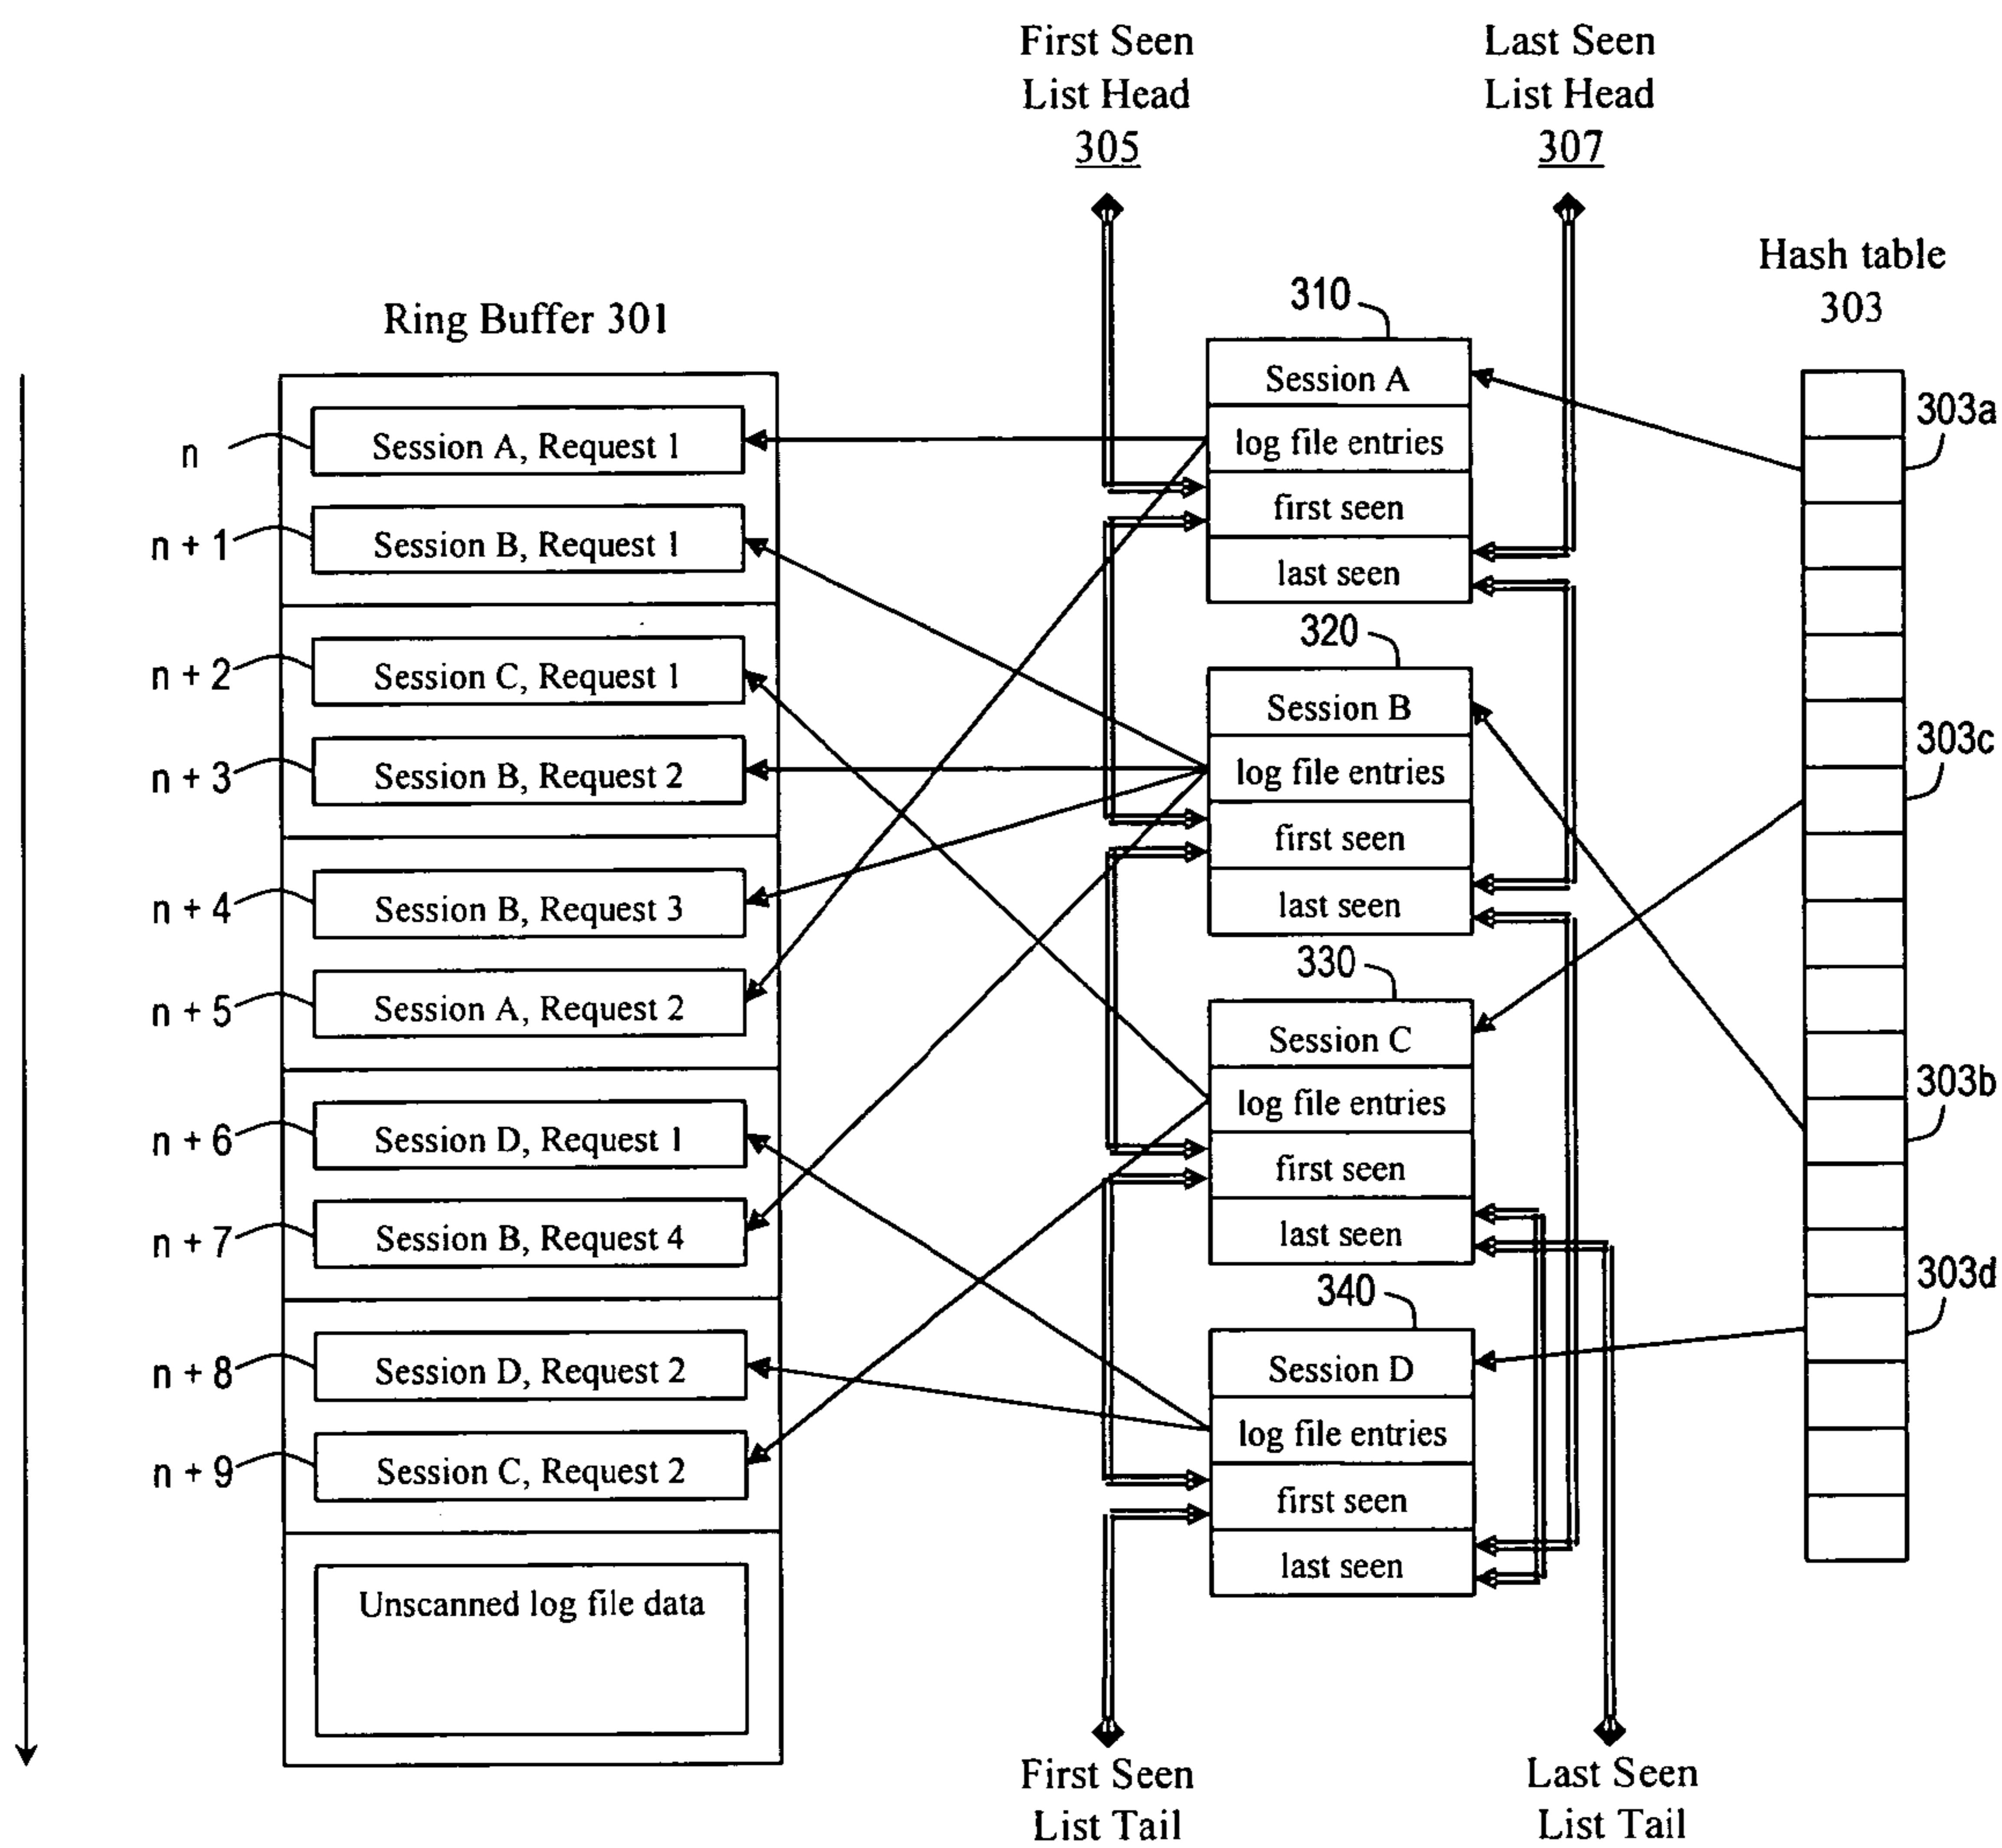 First Seen
List Head
305
Last Seen
List Head
307
Hash table
303
Ring Buffer 301
n
Session A, Request 1
n + 1
Session B, Request 1
n + 2
Session C, Request 1
n + 3
Session B, Request 2
n + 4
Session B, Request 3
n + 5
Session A, Request 2
n + 6
Session D, Request 1
n + 7
Session B, Request 4
n + 8
Session D, Request 2
n + 9
Session C, Request 2
Unscanned log file data
310
Session A
log file entries
first seen
last seen
320
Session B
log file entries
first seen
last seen
330
Session C
log file entries
first seen
last seen
340
Session D
log file entries
first seen
last seen
303a
303c
303b
303d
First Seen
List Tail
Last Seen
List Tail